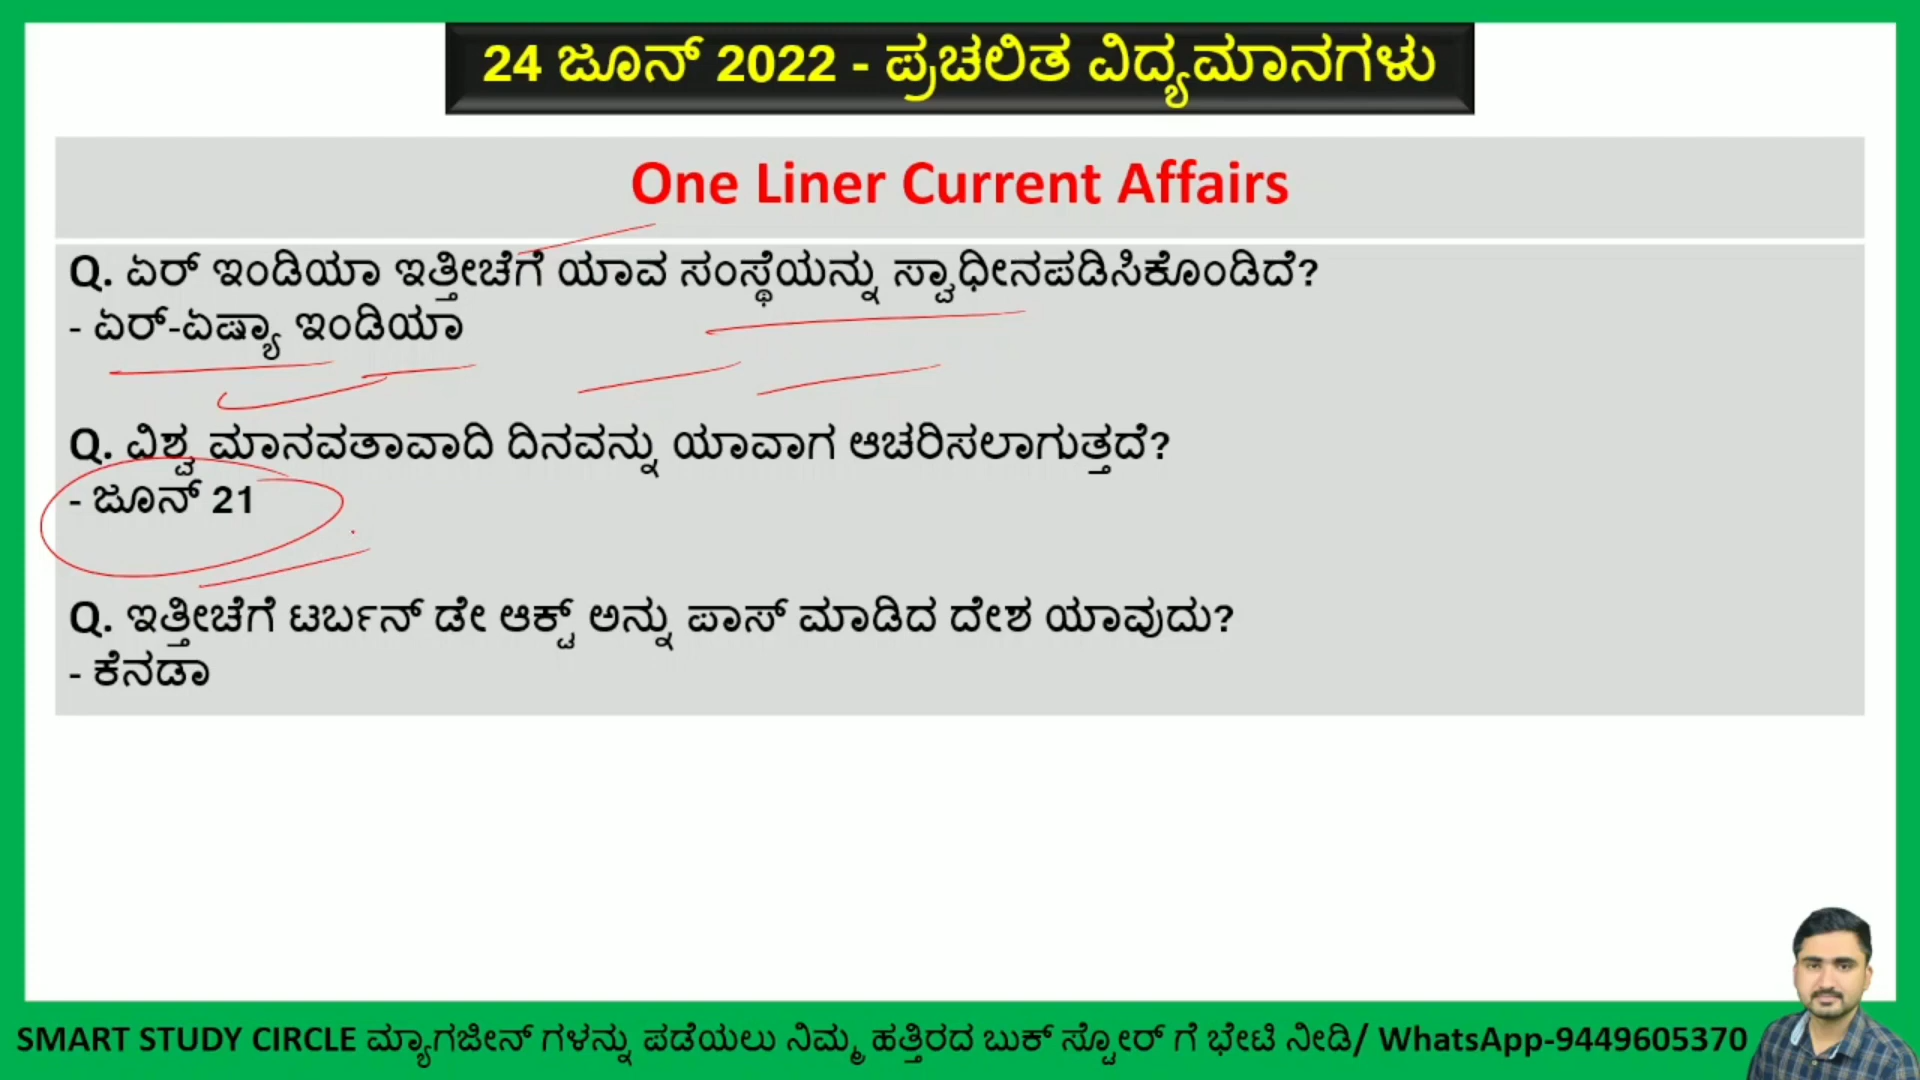 24 ಜೂನ್ 2022 - ಪ್ರಚಲಿತ ವಿದ್ಯಮಾನಗಳು
One Liner Current Affairs
Q. ಏರ್ ಇಂಡಿಯಾ ಇತ್ತೀಚೆಗೆ ಯಾವ ಸಂಸ್ಥೆಯನ್ನು ಸ್ವಾಧೀನಪಡಿಸಿಕೊಂಡಿದೆ?
- ಏರ್-ಏಷ್ಯಾ ಇಂಡಿಯಾ
Q. ವಿಶ್ವ ಮಾನವತಾವಾದಿ ದಿನವನ್ನು ಯಾವಾಗ ಆಚರಿಸಲಾಗುತ್ತದೆ?
- ಜೂನ್ 21
Q. ಇತ್ತೀಚೆಗೆ ಟರ್ಬನ್ ಡೇ ಆಕ್ಟ್ ಅನ್ನು ಪಾಸ್ ಮಾಡಿದ ದೇಶ ಯಾವುದು?
- ಕೆನಡಾ
SMART STUDY CIRCLE ಮ್ಯಾಗಜೀನ್ ಗಳನ್ನು ಪಡೆಯಲು ನಿಮ್ಮ ಹತ್ತಿರದ ಬುಕ್ ಸ್ಟೋರ್ ಗೆ ಭೇಟಿ ನೀಡಿ/ WhatsApp-9449605370